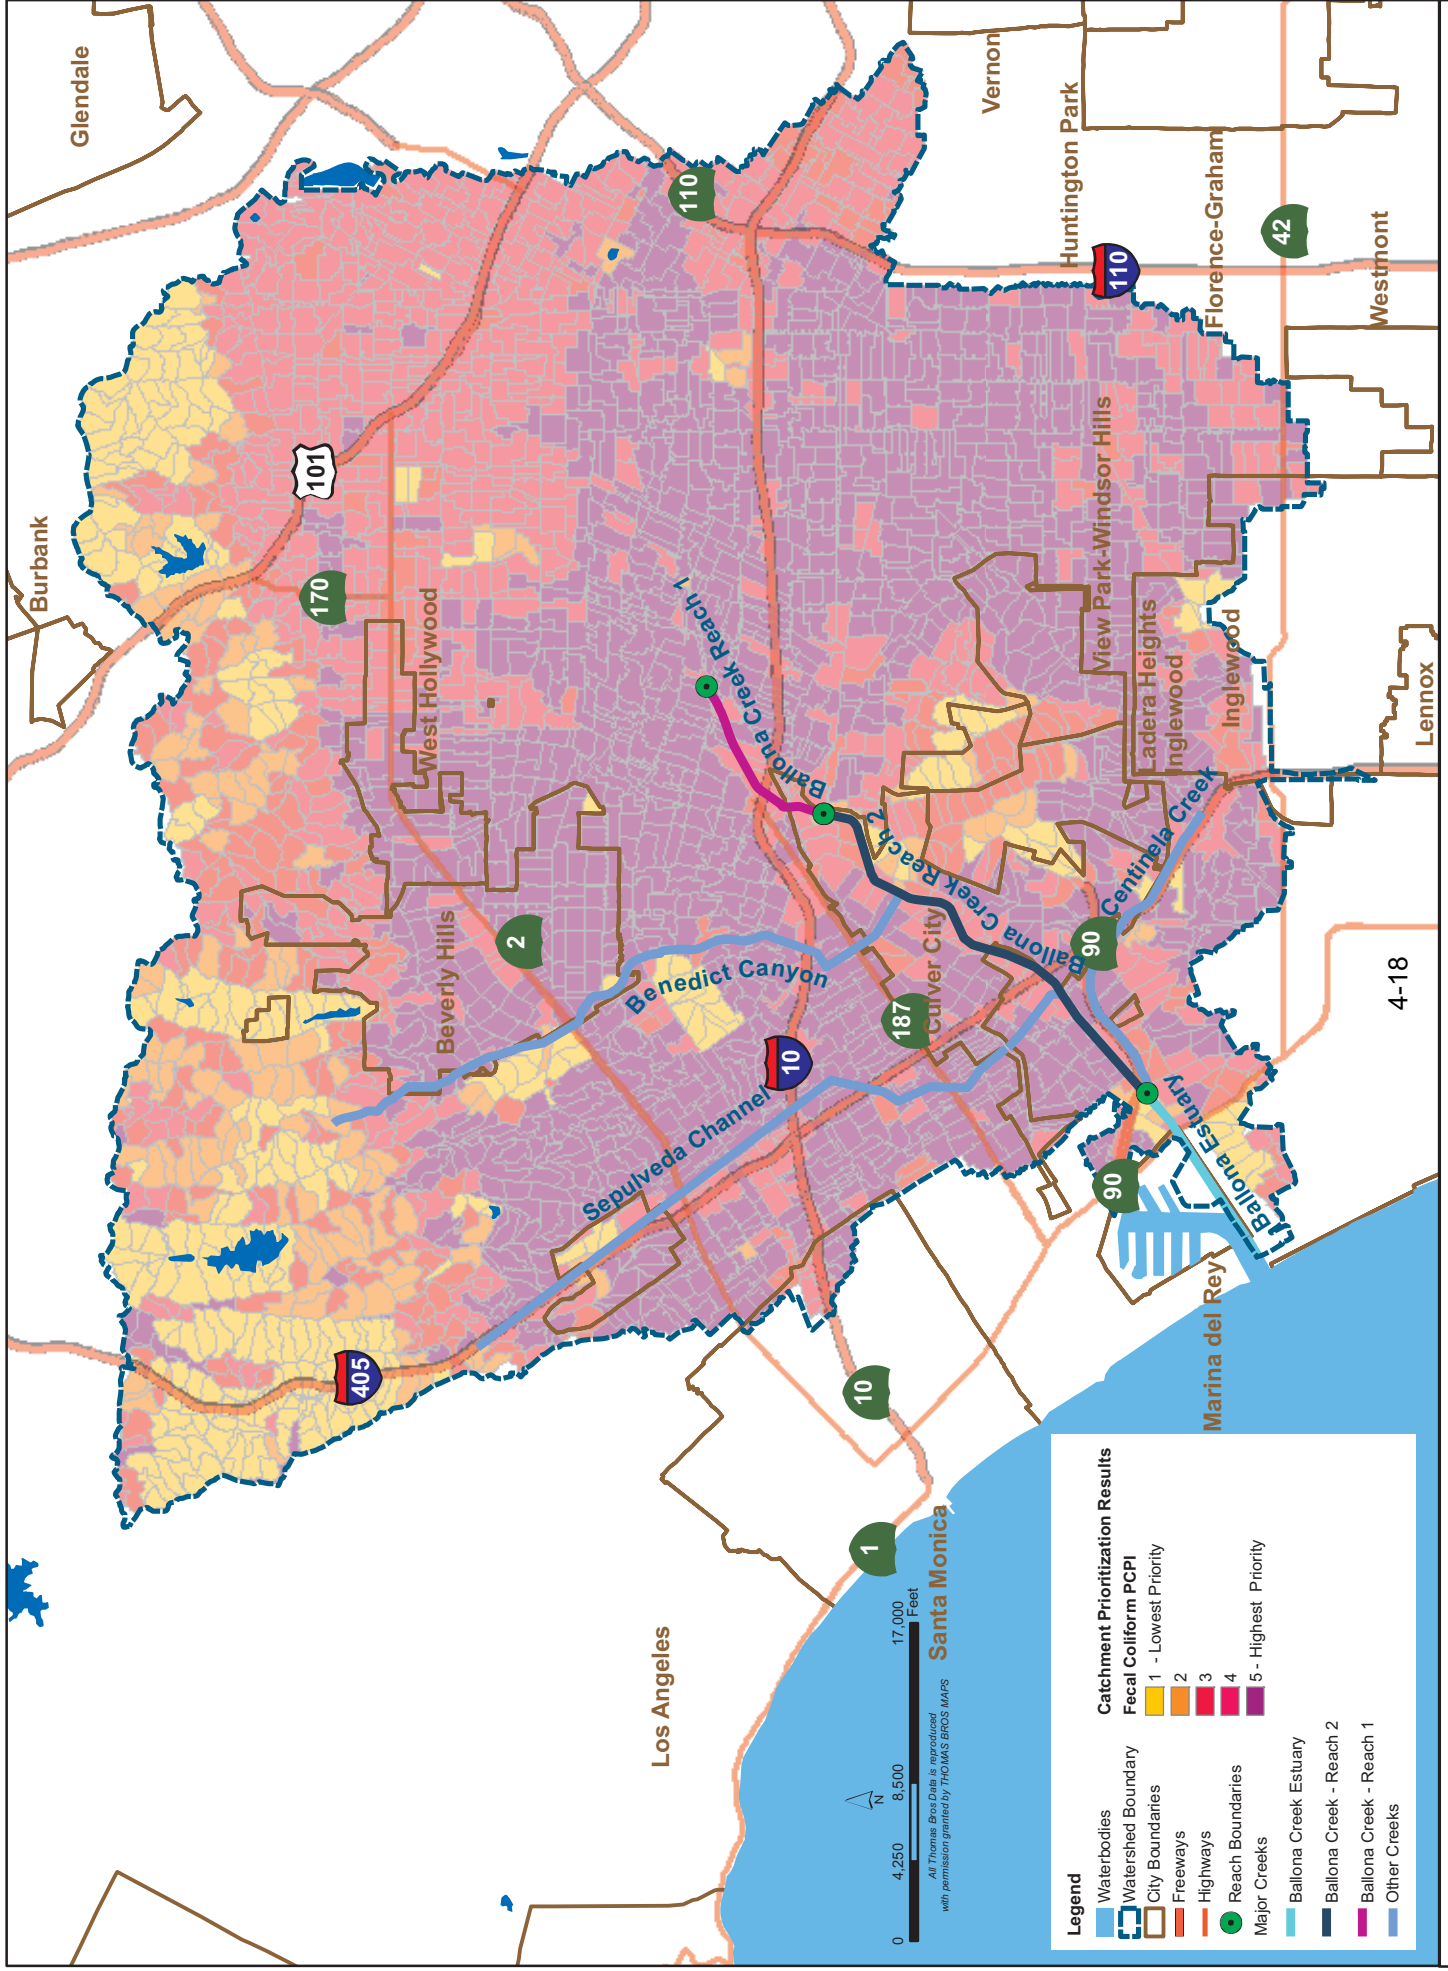 Glendale
Burbank
Vernon
Huntington Park
Florence-Graham
Westmont
110
110
42
101
170
West Hollywood
View Park-Windsor Hills
Ladera Heights
Inglewood
Inglewood
Lennox
Ballona Creek Reach 1
Ballona Creek Reach 2
Centinela Creek
Beverly Hills
2
Benedict Canyon
Culver City
90
187
10
Sepulveda Channel
90
Ballona Estuary
Marina del Rey
405
10
1
Santa Monica
Los Angeles
4-18
N
0 4,250 8,500 17,000
Feet
All Thomas Bros Data is reproduced
with permission granted by THOMAS BROS MAPS
Legend
Waterbodies
Watershed Boundary
City Boundaries
Freeways
Highways
Reach Boundaries
Major Creeks
Ballona Creek Estuary
Ballona Creek - Reach 2
Ballona Creek - Reach 1
Other Creeks
Catchment Prioritization Results
Fecal Coliform PCPI
1 - Lowest Priority
2
3
4
5 - Highest Priority